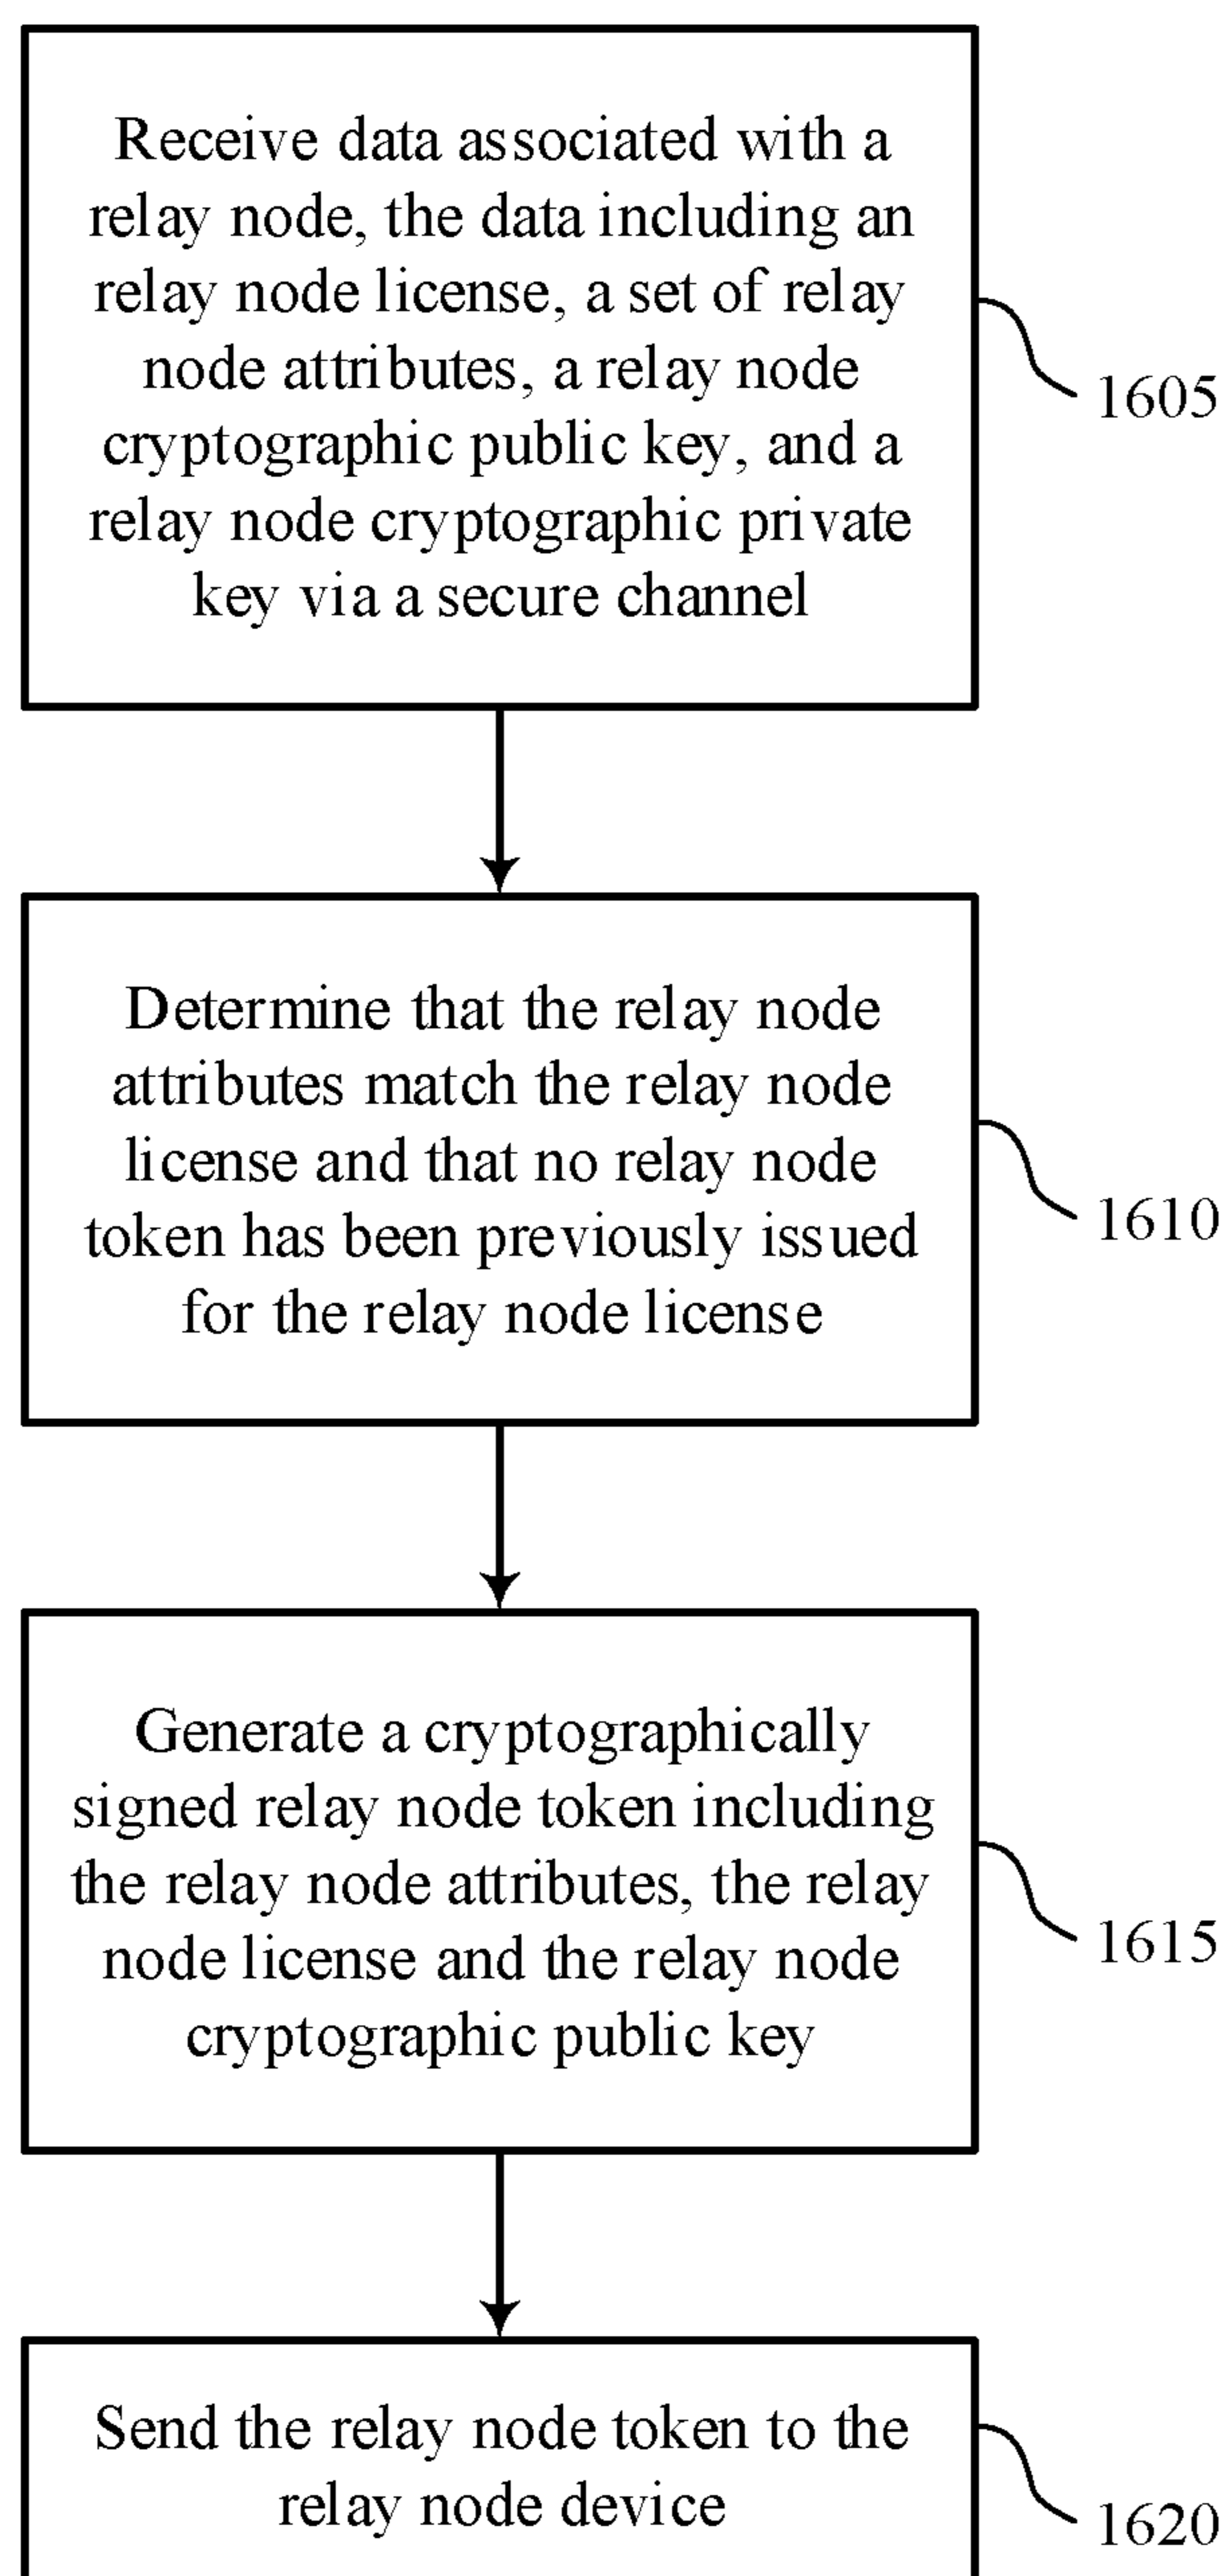 Receive data associated with a
relay node, the data including an
relay node license, a set of relay
node attributes, a relay node
cryptographic public key, and a
relay node cryptographic private
key via a secure channel
1605
Determine that the relay node
attributes match the relay node
license and that no relay node
token has been previously issued
for the relay node license
1610
Generate a cryptographically
signed relay node token including
the relay node attributes, the relay
node license and the relay node
cryptographic public key
1615
Send the relay node token to the
relay node device
1620